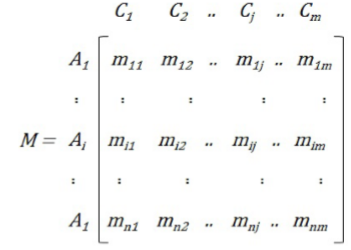 C₁ C₂ .. Cⱼ .. Cₘ
A₁ m₁₁ m₁₂ .. m₁ⱼ .. m₁ₘ
: : : : :
M = Aᵢ mᵢ₁ mᵢ₂ .. mᵢⱼ .. mᵢₘ
: : : : :
A₁ mₙ₁ mₙ₂ .. mₙⱼ .. mₙₘ